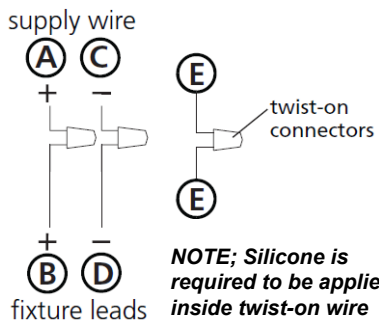 supply wire
A C
+ −
E
twist-on
connectors
E
+ −
B D
fixture leads
NOTE; Silicone is
required to be applie
inside twist-on wire